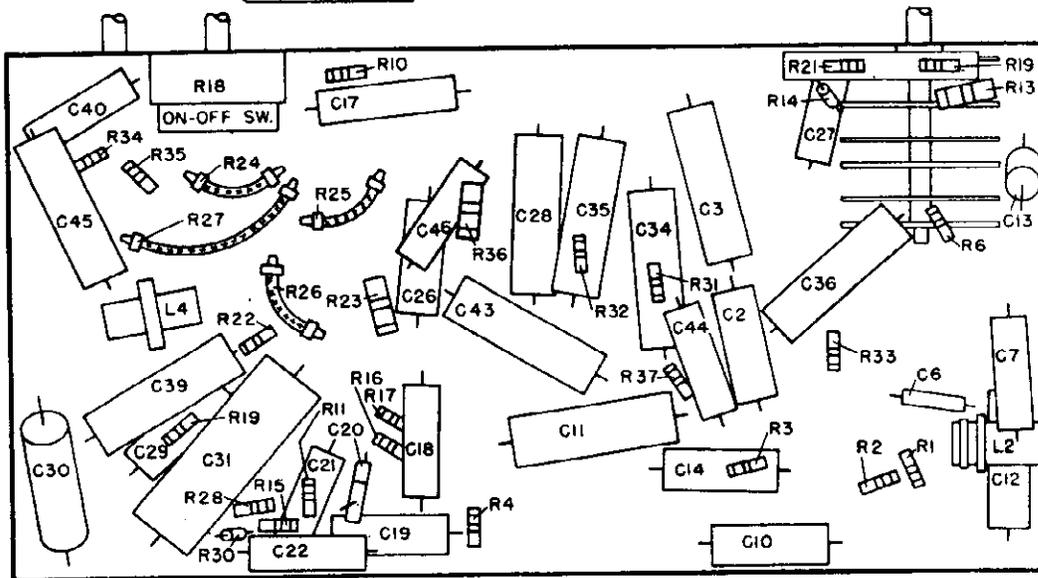 R10
R21
R19
R18
C40
C17
R14
R13
ON-OFF SW.
C27
R34
R35
R24
C3
C45
R25
C13
R27
C46
C28
C35
C34
R36
R6
R26
R23
C26
C43
R32
R31
C36
L4
C44
C2
R22
R33
C7
R16
R37
C6
C39
R17
R11
C20
R19
C11
R3
C29
C18
R2
R1
L2
C30
C31
C21
C14
C12
R28
R15
R4
R30
C22
C19
C10